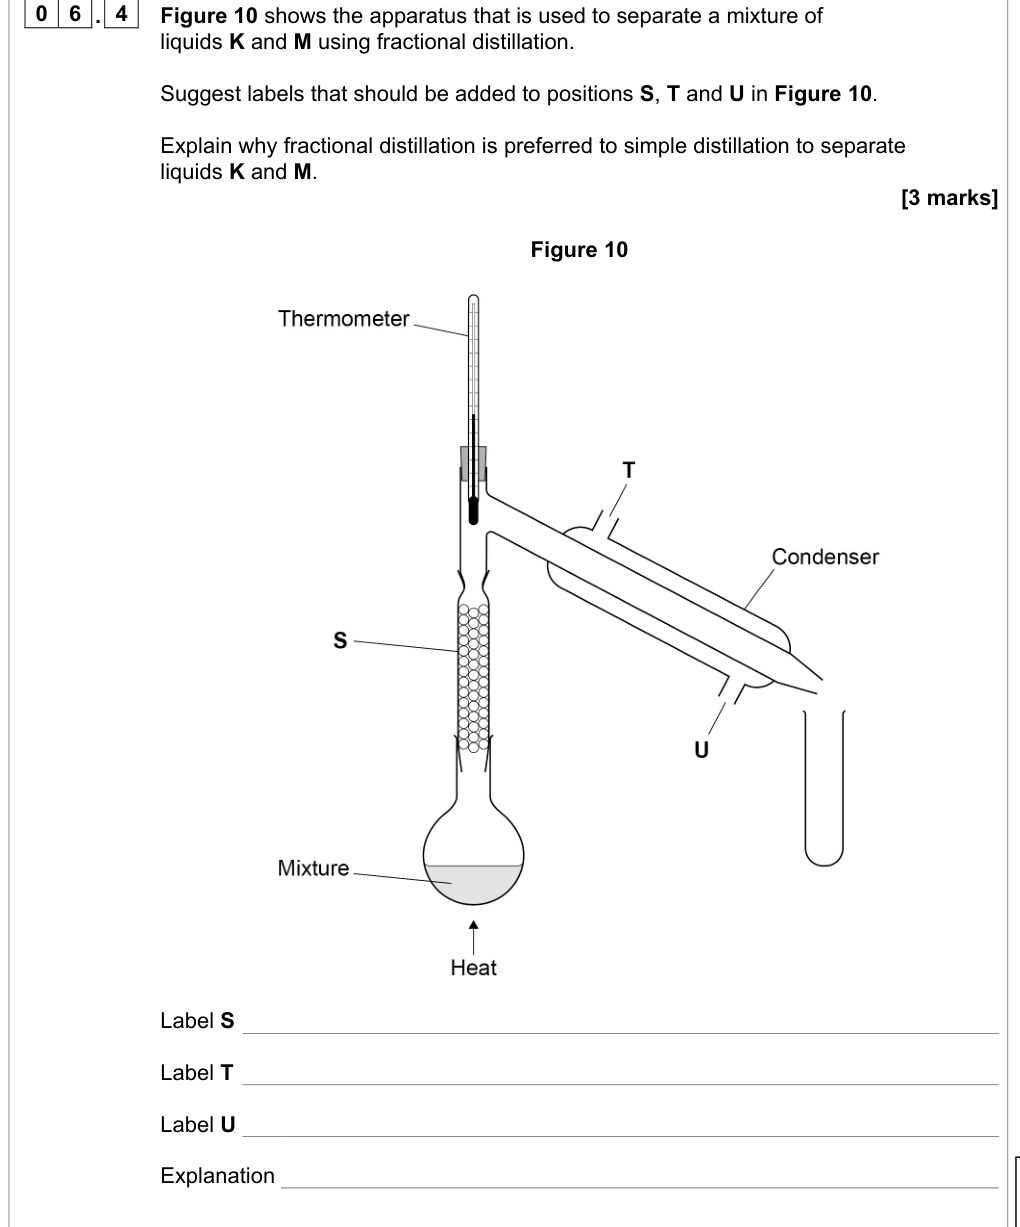 0 6 . 4 Figure 10 shows the apparatus that is used to separate a mixture of
liquids K and M using fractional distillation.
Suggest labels that should be added to positions S, T and U in Figure 10.
Explain why fractional distillation is preferred to simple distillation to separate
liquids K and M.
[3 marks]
Figure 10
Thermometer
T
Condenser
S
U
Mixture
Heat
Label S
Label T
Label U
Explanation